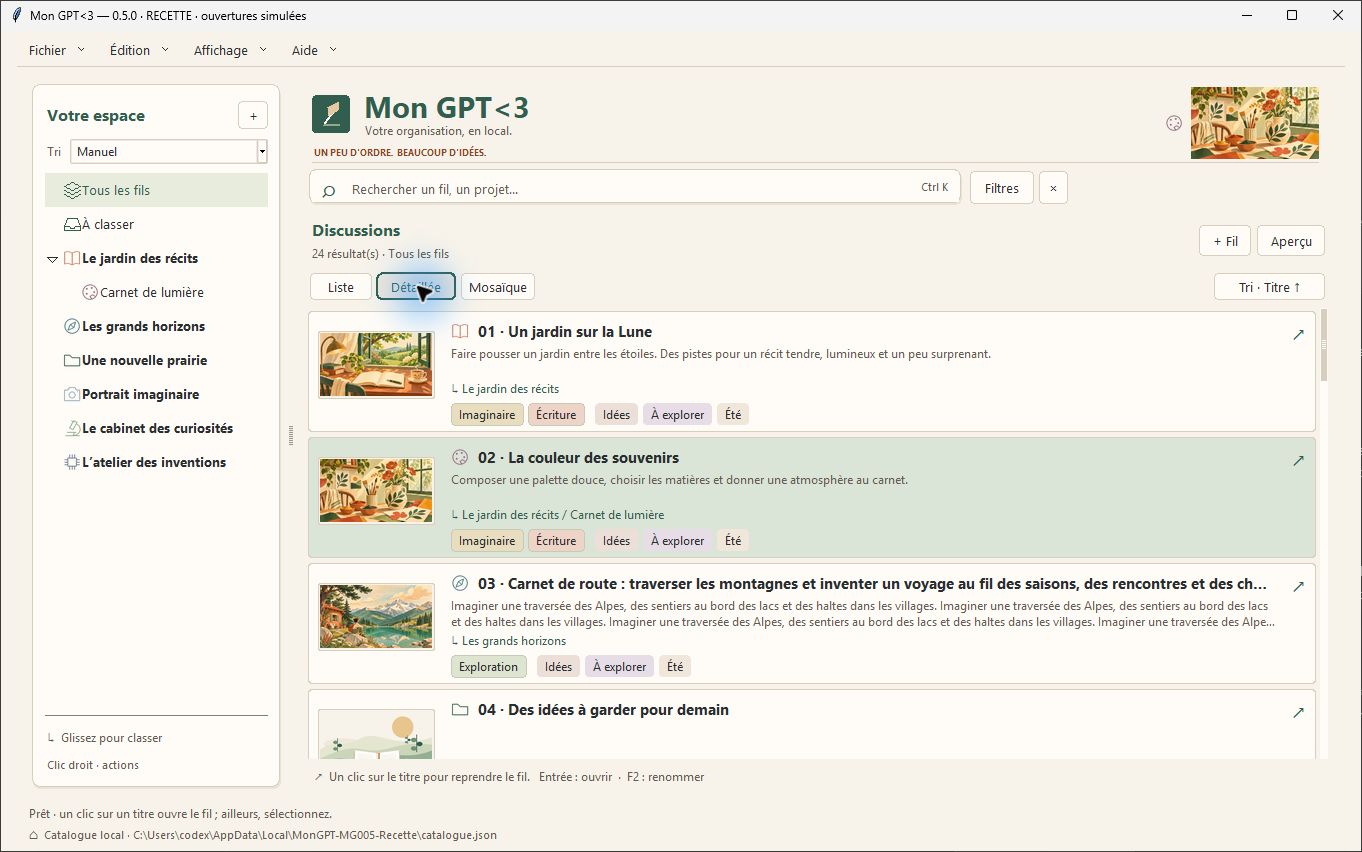 Mon GPT<3 — 0.5.0 · RECETTE · ouvertures simulées
Fichier Édition Affichage Aide
Votre espace +
Tri Manuel
Tous les fils
À classer
Le jardin des récits
Carnet de lumière
Les grands horizons
Une nouvelle prairie
Portrait imaginaire
Le cabinet des curiosités
L’atelier des inventions
↳ Glissez pour classer
Clic droit · actions
Mon GPT<3
Votre organisation, en local.
UN PEU D'ORDRE. BEAUCOUP D'IDÉES.
Rechercher un fil, un projet... Ctrl K Filtres ×
Discussions
24 résultat(s) · Tous les fils
+ Fil Aperçu
Liste Détaillée Mosaïque Tri · Titre ↑
01 · Un jardin sur la Lune ↗
Faire pousser un jardin entre les étoiles. Des pistes pour un récit tendre, lumineux et un peu surprenant.
↳ Le jardin des récits
Imaginaire Écriture Idées À explorer Été
02 · La couleur des souvenirs ↗
Composer une palette douce, choisir les matières et donner une atmosphère au carnet.
↳ Le jardin des récits / Carnet de lumière
Imaginaire Écriture Idées À explorer Été
03 · Carnet de route : traverser les montagnes et inventer un voyage au fil des saisons, des rencontres et des ch... ↗
Imaginer une traversée des Alpes, des sentiers au bord des lacs et des haltes dans les villages. Imaginer une traversée des Alpes, des sentiers au bord des lacs
et des haltes dans les villages. Imaginer une traversée des Alpes, des sentiers au bord des lacs et des haltes dans les villages. Imaginer une traversée des Alpe...
↳ Les grands horizons
Exploration Idées À explorer Été
04 · Des idées à garder pour demain ↗
↗ Un clic sur le titre pour reprendre le fil. Entrée : ouvrir · F2 : renommer
Prêt · un clic sur un titre ouvre le fil ; ailleurs, sélectionnez.
⌂ Catalogue local · C:\Users\codex\AppData\Local\MonGPT-MG005-Recette\catalogue.json